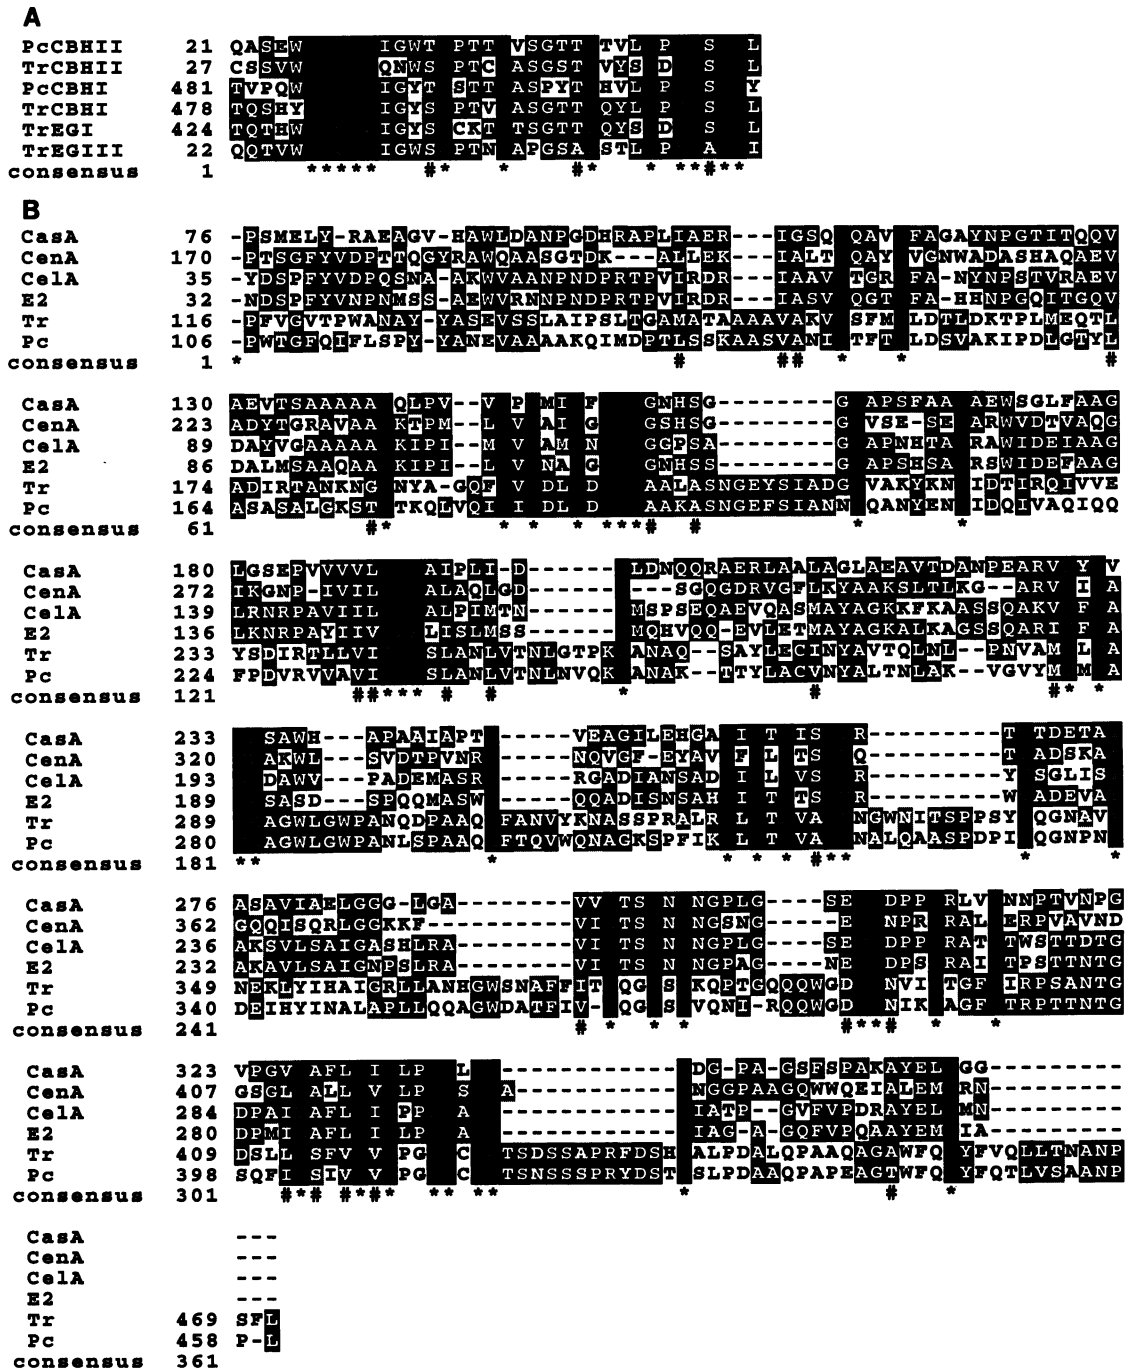 A
PcCBHII 21 QASEW IGWT PTT VSGTT TVL P S L
TrCBHII 27 CSSVW QNWS PTC ASGST VYS D S L
PcCBHI 481 TVPQW IGYT STT ASPYT HVL P S Y
TrCBHI 478 TQSHY IGYS PTV ASGTT QYL P S L
TrEGI 424 TQTHW IGYS CKT TSGTT QYS D S L
TrEGIII 22 QQTVW IGWS PTN APGSA STL P A I
consensus 1 ***** #* * #* * **#**
B
CasA 76 -PSMELY-RAEAGV-HAWLDANPGDHRAPLIAER---IGSQ QAV FAGAYNPGTITQQV
CenA 170 -PTSGFYVDPTTQGYRAWQAASGTDK---ALLEK---IALT QAY VGNWADASHAQAEV
CelA 35 -YDSPFYVDPQSNA-AKWVAANPNDPRTPVIRDR---IAAV TGR FA-NYNPSTVRAEV
E2 32 -NDSPFYVNPNMSS-AEWVRNNPNDPRTPVIRDR---IASV QGT FA-HHNPGQITGQV
Tr 116 -PFVGVTPWANAY-YASEVSSLAIPSLTGAMATAAAAVAKV SFM LDTLDKTPLMEQTL
Pc 106 -PWTGFQIFLSPY-YANEVAAAAKQIMDPTLSSKAASVANI TFT LDSVAKIPDLGTYL
consensus 1 * # ## * * #
CasA 130 AEVTSAAAAA QLPV--V P MI F GNHSG-------- G APSFAA AEWSGLFAAG
CenA 223 ADYTGRAVAA KTPM--L V AI G GSHSG-------- G VSE-SE ARWVDTVAQG
CelA 89 DAYVGAAAAA KIPI--M V MN G GGPSA-------- G APNHTA RAWIDEIAAG
E2 86 DALMSAAQAA KIPI--L V NA G GNHSS-------- G APSHSA RSWIDEFAAG
Tr 174 ADIRTANKNG NYA-GQF V DL D AALASNGEYSIADG VAKYKN IDTIRQIVVE
Pc 164 ASASALGKST TKQLVQI I DL D AAKASNGEFSIANN QANYEN IDQIVAQIQQ
consensus 61 #* * * * ***# # * *
CasA 180 LGSEPVVVVL AIPLI-D------ LDNQQRAERLAALAGLAEAVTDANPEARV Y V
CenA 272 IKGNP-IVIL ALAQLGD------ ---SGQGDRVGFLKYAAKSLTLKG--ARV I A
CelA 139 LRNRPAVIIL ALPIMTN------ MSPSEQAEVQASMAYAGKKFKAASSQAKV F A
E2 136 LKNRPAYIIV LISLMSS------ MQHVQQ-EVLETMAYAGKALKAGSSQARI F A
Tr 233 YSDIRTLLVI SLANLVTNLGTPK ANAQ--SAYLECINYAVTQLNL--PNVAM L A
Pc 224 FPDVRVVAVI SLANLVTNLNVQK ANAK--TTYLACVNYALTNLAK--VGVYM M A
consensus 121 ##*** # # * # #* *
CasA 233 SAWH---APAAIAPT ----- VEAGILEHGA I T IS R--------- T TDETA
CenA 320 AKWL---SVDTPVNR ----- NQVGF-EYAV F L TS Q--------- T ADSKA
CelA 193 DAWV---PADEMASR ----- RGADIANSAD I L VS R--------- Y SGLIS
E2 189 SASD---SPQQMASW ----- QQADISNSAH I T TS R--------- W ADEVA
Tr 289 AGWLGWPANQDPAAQ FANVYKNASSPRALR L T VA NGWNITSPPSY QGNAV
Pc 280 AGWLGWPANLSPAAQ FTQVWQNAGKSPFIK L T VA NALQAASPDPI QGNPN
consensus 181 ** * * * * #** * *
CasA 276 ASAVIAELGGG-LGA-------- VV TS N NGPLG----SE DPP RLV NNPTVNPG
CenA 362 GQQISQRLGGKKF---------- VI TS N NGSNG---- E NPR RAL ERPVAVND
CelA 236 AKSVLSAIGASHLRA-------- VI TS N NGPLG----SE DPP RAT TWSTTDTG
E2 232 AKAVLSAIGNPSLRA-------- VI TS N NGPAG----NE DPS RAI TPSTTNTG
Tr 349 NEKLYIHAIGRLLANHGWSNAFFIT QG S KQPTGQQQWGD NVI TGF IRPSANTG
Pc 340 DEIHYINALAPLLQQAGWDATFIV- QG S VQNI-RQQWGD NIK AGF TRPTTNTG
consensus 241 # * * * #**# * *
CasA 323 VPGV AFL I LP L ------------ DG-PA-GSFSPAKAYEL GG---------
CenA 407 GSGL ALL V LP S A----------- NGGPAAGQWWQEIALEM RN---------
CelA 284 DPAI AFL I PP A ------------ IATP--GVFVPDRAYEL MN---------
E2 280 DPMI AFL I LP A ------------ IAG-A-GQFVPQAAYEM IA---------
Tr 409 DSLL SFV V PG C TSDSSAPRFDSH ALPDALQPAAQAGAWFQ YFVQLLTNANP
Pc 398 SQFI SIV V PG C TSNSSSPRYDST SLPDAAQPAPEAGTWFQ YFQTLVSAANP
consensus 301 #*# #*#* ** ** * # *
CasA ---
CenA ---
CelA ---
E2 ---
Tr 469 SFL
Pc 458 P-L
consensus 361